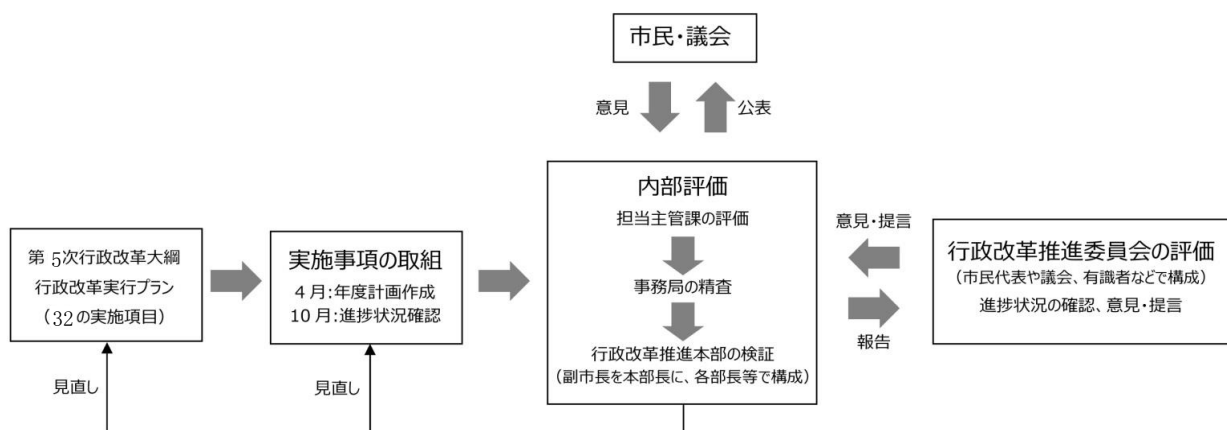 市民・議会
意見
公表
内部評価
担当主管課の評価
事務局の精査
行政改革推進本部の検証
(副市長を本部長に、各部長等で構成)
第5次行政改革大綱
行政改革実行プラン
(32の実施項目)
実施事項の取組
4月:年度計画作成
10月:進捗状況確認
意見・提言
報告
行政改革推進委員会の評価
(市民代表や議会、有識者などで構成)
進捗状況の確認、意見・提言
見直し
見直し